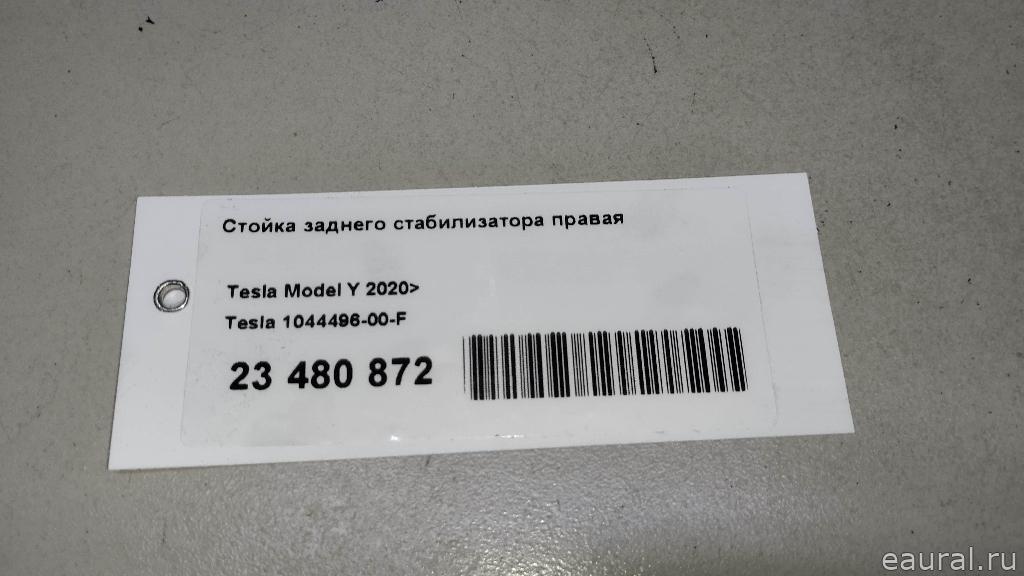 Стойка заднего стабилизатора правая
Tesla Model Y 2020>
Tesla 1044496-00-F
23 480 872
eaural.ru